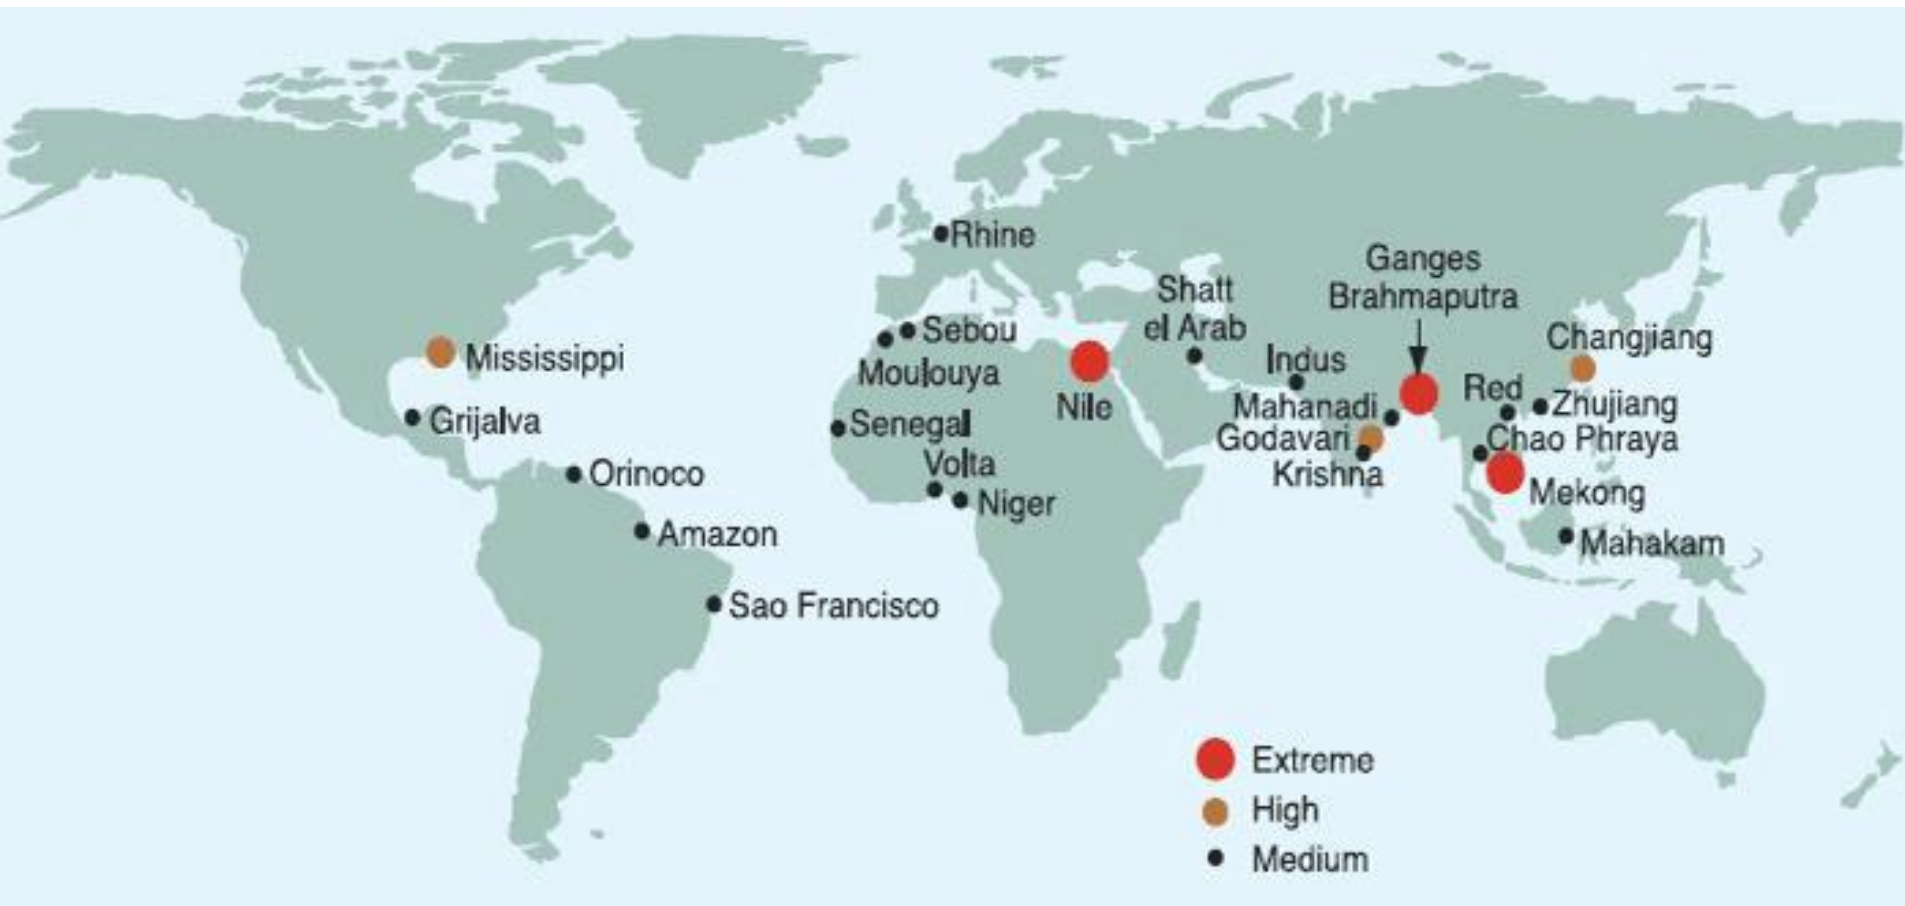 Rhine
Ganges
Brahmaputra
Shatt
el Arab
Sebou
Moulouya
Mississippi
Changjiang
Indus
Nile
Red
Zhujiang
Mahanadi
Grijalva
Senegal
Godavari
Chao Phraya
Volta
Krishna
Orinoco
Niger
Mekong
Amazon
Mahakam
Sao Francisco
Extreme
High
Medium